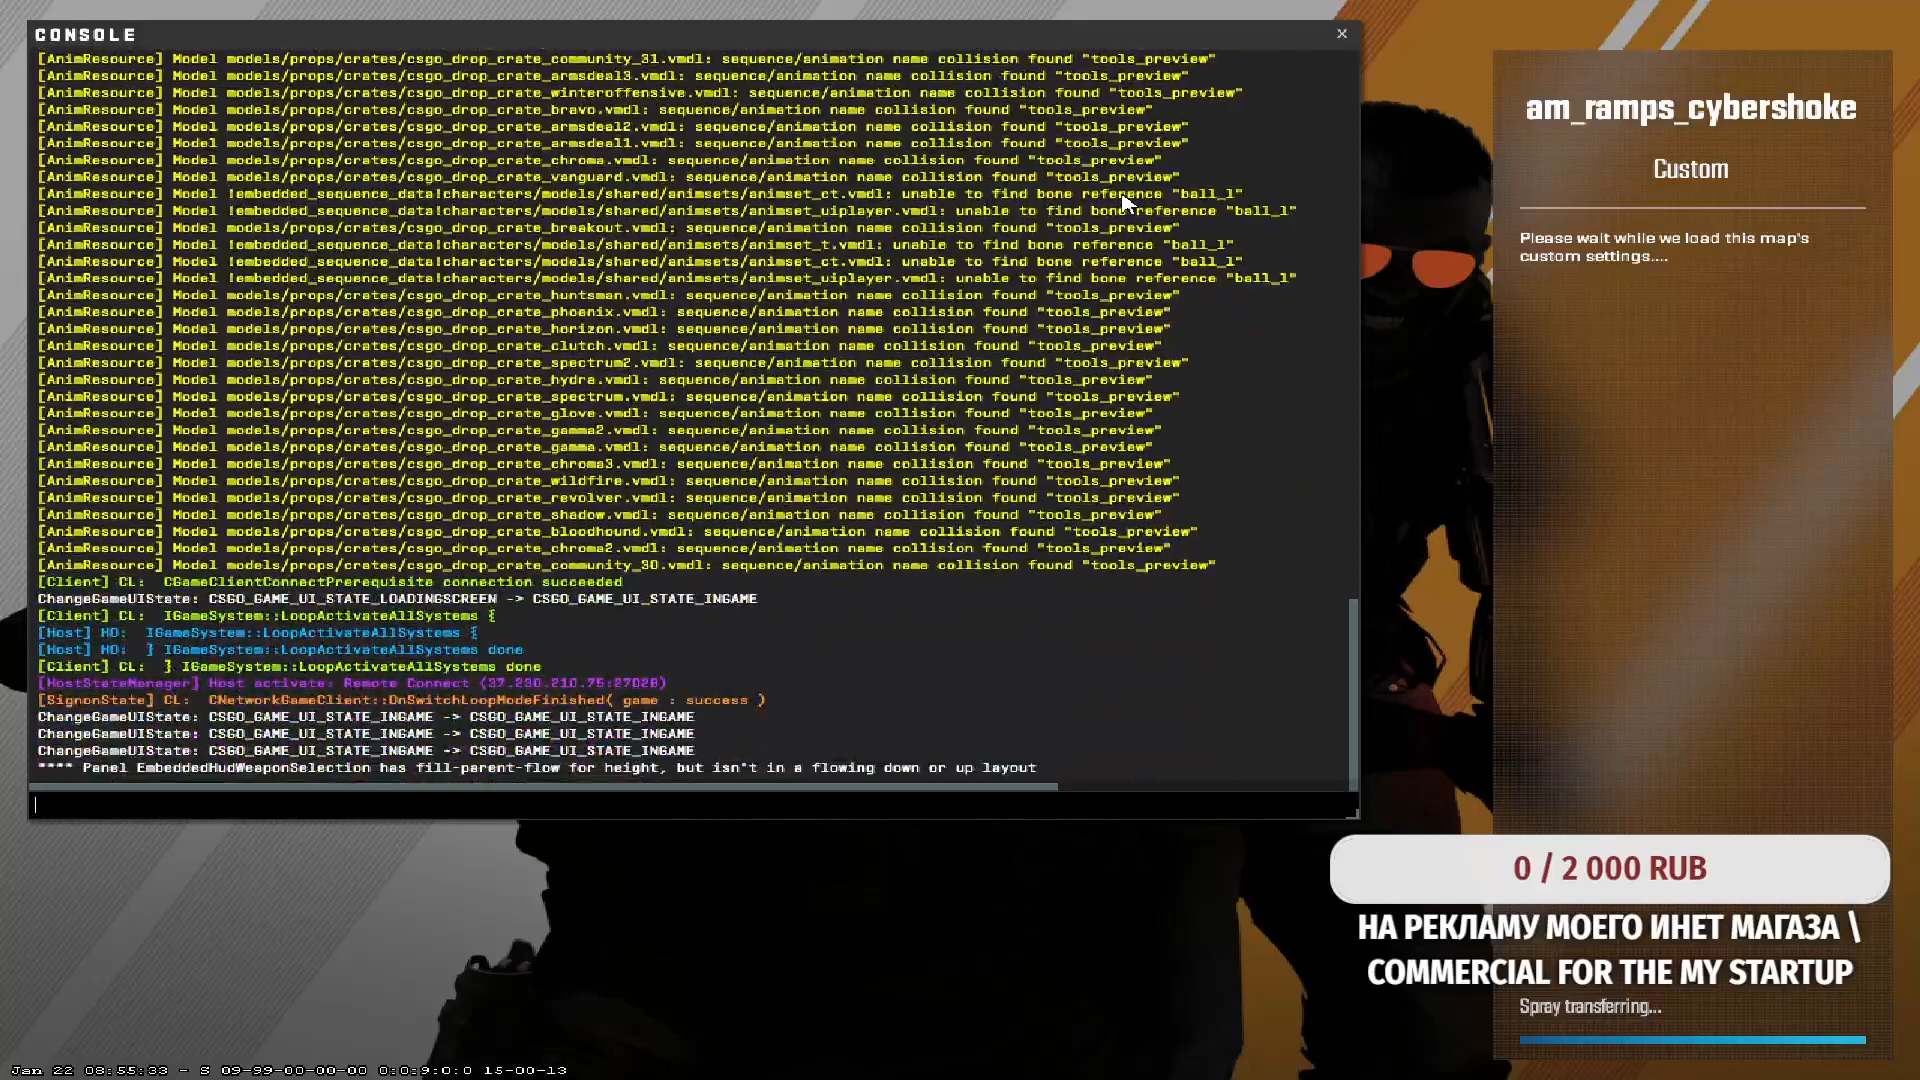 CONSOLE
[AnimResource] Model models/props/crates/csgo_drop_crate_community_31.vmdl: sequence/animation name collision found "tools_preview"
[AnimResource] Model models/props/crates/csgo_drop_crate_armsdeal3.vmdl: sequence/animation name collision found "tools_preview"
[AnimResource] Model models/props/crates/csgo_drop_crate_winteroffensive.vmdl: sequence/animation name collision found "tools_preview"
[AnimResource] Model models/props/crates/csgo_drop_crate_bravo.vmdl: sequence/animation name collision found "tools_preview"
[AnimResource] Model models/props/crates/csgo_drop_crate_armsdeal2.vmdl: sequence/animation name collision found "tools_preview"
[AnimResource] Model models/props/crates/csgo_drop_crate_armsdeal1.vmdl: sequence/animation name collision found "tools_preview"
[AnimResource] Model models/props/crates/csgo_drop_crate_chroma.vmdl: sequence/animation name collision found "tools_preview"
[AnimResource] Model models/props/crates/csgo_drop_crate_vanguard.vmdl: sequence/animation name collision found "tools_preview"
[AnimResource] Model !embedded_sequence_data!characters/models/shared/animsets/animset_ct.vmdl: unable to find bone reference "ball_l"
[AnimResource] Model !embedded_sequence_data!characters/models/shared/animsets/animset_uiplayer.vmdl: unable to find bone reference "ball_l"
[AnimResource] Model models/props/crates/csgo_drop_crate_breakout.vmdl: sequence/animation name collision found "tools_preview"
[AnimResource] Model !embedded_sequence_data!characters/models/shared/animsets/animset_t.vmdl: unable to find bone reference "ball_l"
[AnimResource] Model !embedded_sequence_data!characters/models/shared/animsets/animset_ct.vmdl: unable to find bone reference "ball_l"
[AnimResource] Model !embedded_sequence_data!characters/models/shared/animsets/animset_uiplayer.vmdl: unable to find bone reference "ball_l"
[AnimResource] Model models/props/crates/csgo_drop_crate_huntsman.vmdl: sequence/animation name collision found "tools_preview"
[AnimResource] Model models/props/crates/csgo_drop_crate_phoenix.vmdl: sequence/animation name collision found "tools_preview"
[AnimResource] Model models/props/crates/csgo_drop_crate_horizon.vmdl: sequence/animation name collision found "tools_preview"
[AnimResource] Model models/props/crates/csgo_drop_crate_clutch.vmdl: sequence/animation name collision found "tools_preview"
[AnimResource] Model models/props/crates/csgo_drop_crate_spectrum2.vmdl: sequence/animation name collision found "tools_preview"
[AnimResource] Model models/props/crates/csgo_drop_crate_hydra.vmdl: sequence/animation name collision found "tools_preview"
[AnimResource] Model models/props/crates/csgo_drop_crate_spectrum.vmdl: sequence/animation name collision found "tools_preview"
[AnimResource] Model models/props/crates/csgo_drop_crate_glove.vmdl: sequence/animation name collision found "tools_preview"
[AnimResource] Model models/props/crates/csgo_drop_crate_gamma2.vmdl: sequence/animation name collision found "tools_preview"
[AnimResource] Model models/props/crates/csgo_drop_crate_gamma.vmdl: sequence/animation name collision found "tools_preview"
[AnimResource] Model models/props/crates/csgo_drop_crate_chroma3.vmdl: sequence/animation name collision found "tools_preview"
[AnimResource] Model models/props/crates/csgo_drop_crate_wildfire.vmdl: sequence/animation name collision found "tools_preview"
[AnimResource] Model models/props/crates/csgo_drop_crate_revolver.vmdl: sequence/animation name collision found "tools_preview"
[AnimResource] Model models/props/crates/csgo_drop_crate_shadow.vmdl: sequence/animation name collision found "tools_preview"
[AnimResource] Model models/props/crates/csgo_drop_crate_bloodhound.vmdl: sequence/animation name collision found "tools_preview"
[AnimResource] Model models/props/crates/csgo_drop_crate_chroma2.vmdl: sequence/animation name collision found "tools_preview"
[AnimResource] Model models/props/crates/csgo_drop_crate_community_30.vmdl: sequence/animation name collision found "tools_preview"
[Client] CL:  CGameClientConnectPrerequisite connection succeeded
ChangeGameUIState: CSGO_GAME_UI_STATE_LOADINGSCREEN -> CSGO_GAME_UI_STATE_INGAME
[Client] CL:  IGameSystem::LoopActivateAllSystems {
[Host] HO:  IGameSystem::LoopActivateAllSystems {
[Host] HO:  } IGameSystem::LoopActivateAllSystems done
[Client] CL:  } IGameSystem::LoopActivateAllSystems done
[HostStateManager] Host activate: Remote Connect (37.230.210.75:27028)
[SignonState] CL:  CNetworkGameClient::OnSwitchLoopModeFinished( game : success )
ChangeGameUIState: CSGO_GAME_UI_STATE_INGAME -> CSGO_GAME_UI_STATE_INGAME
ChangeGameUIState: CSGO_GAME_UI_STATE_INGAME -> CSGO_GAME_UI_STATE_INGAME
ChangeGameUIState: CSGO_GAME_UI_STATE_INGAME -> CSGO_GAME_UI_STATE_INGAME
**** Panel EmbeddedHudWeaponSelection has fill-parent-flow for height, but isn't in a flowing down or up layout
am_ramps_cybershoke
Custom
Please wait while we load this map's
custom settings....
0 / 2 000 RUB
НА РЕКЛАМУ МОЕГО ИНЕТ МАГАЗА \
COMMERCIAL FOR THE MY STARTUP
Spray transferring...
Jan 22 08:55:33 - S 09-99-00-00-00 0:0:9:0:0 15-00-13